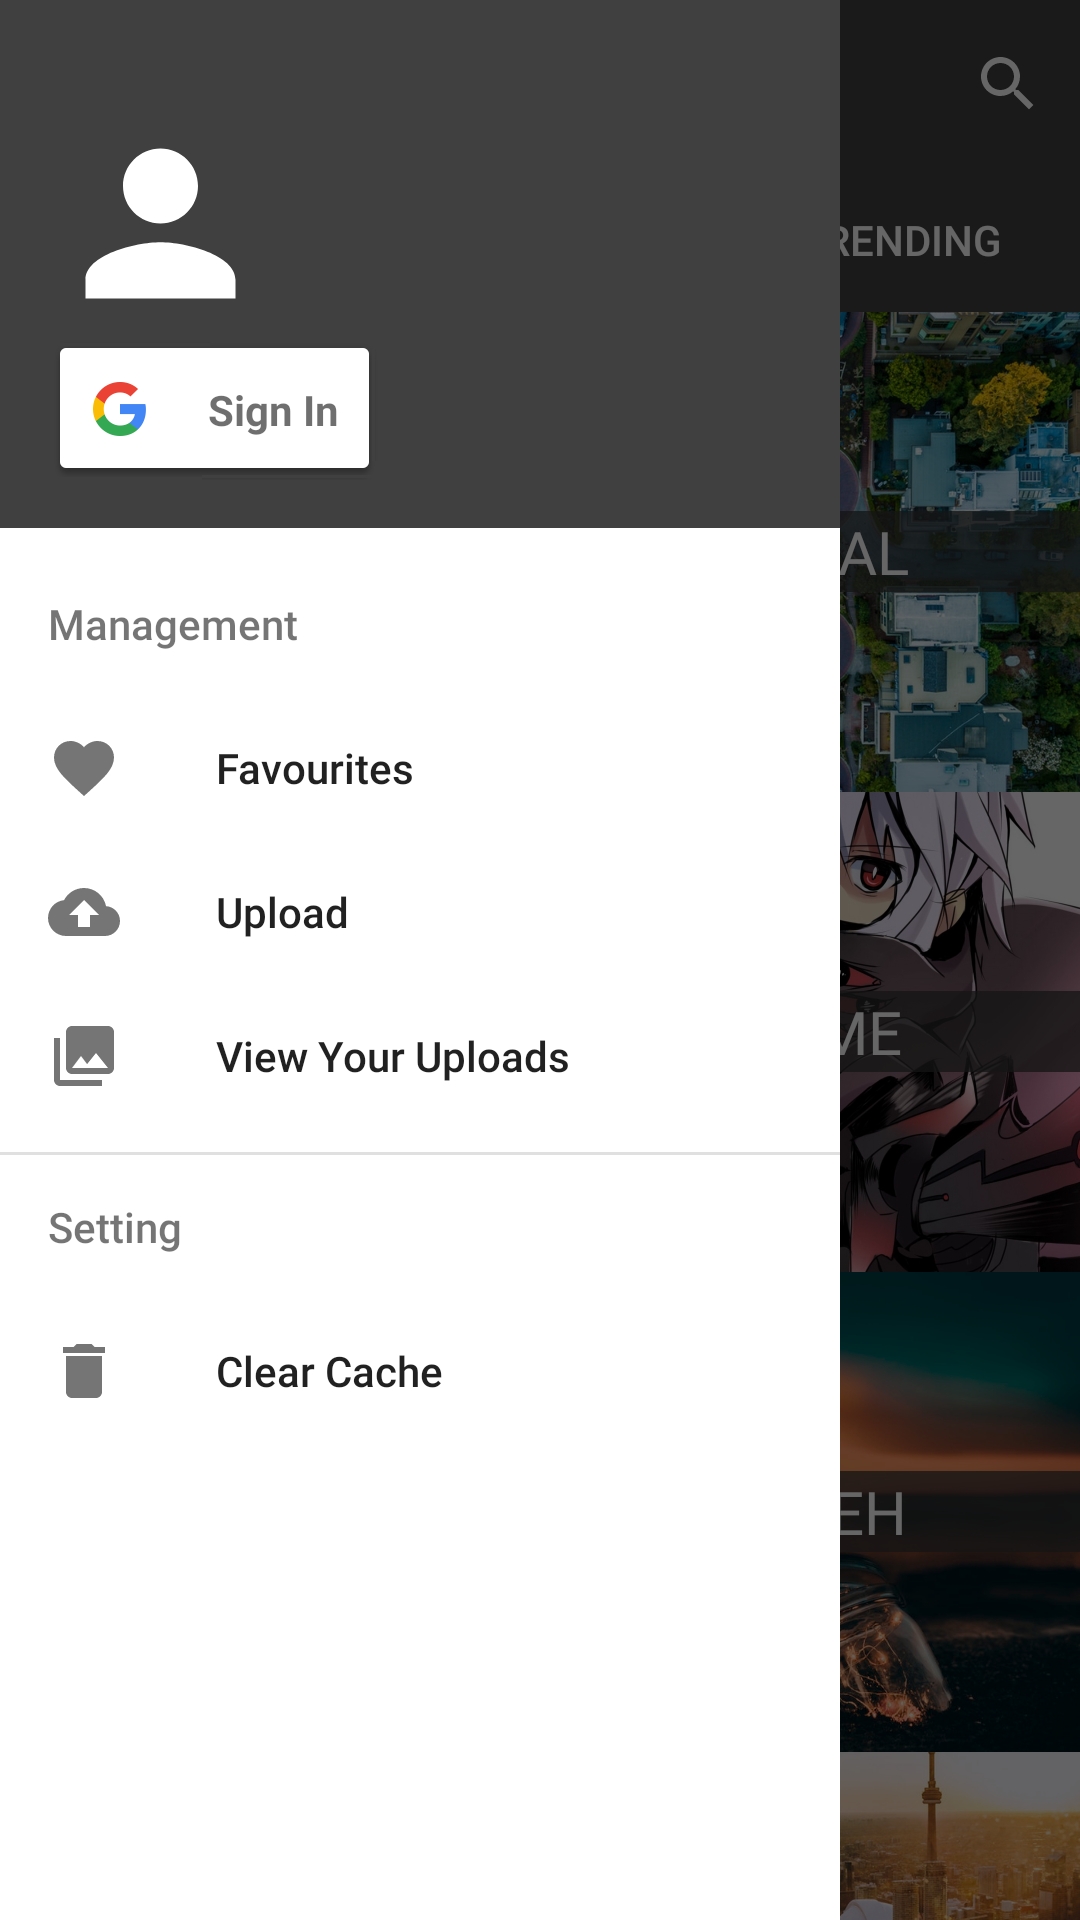 RENDING
Sign In
AL
Management
Favourites
Upload
ME
View Your Uploads
Setting
Clear Cache
EH